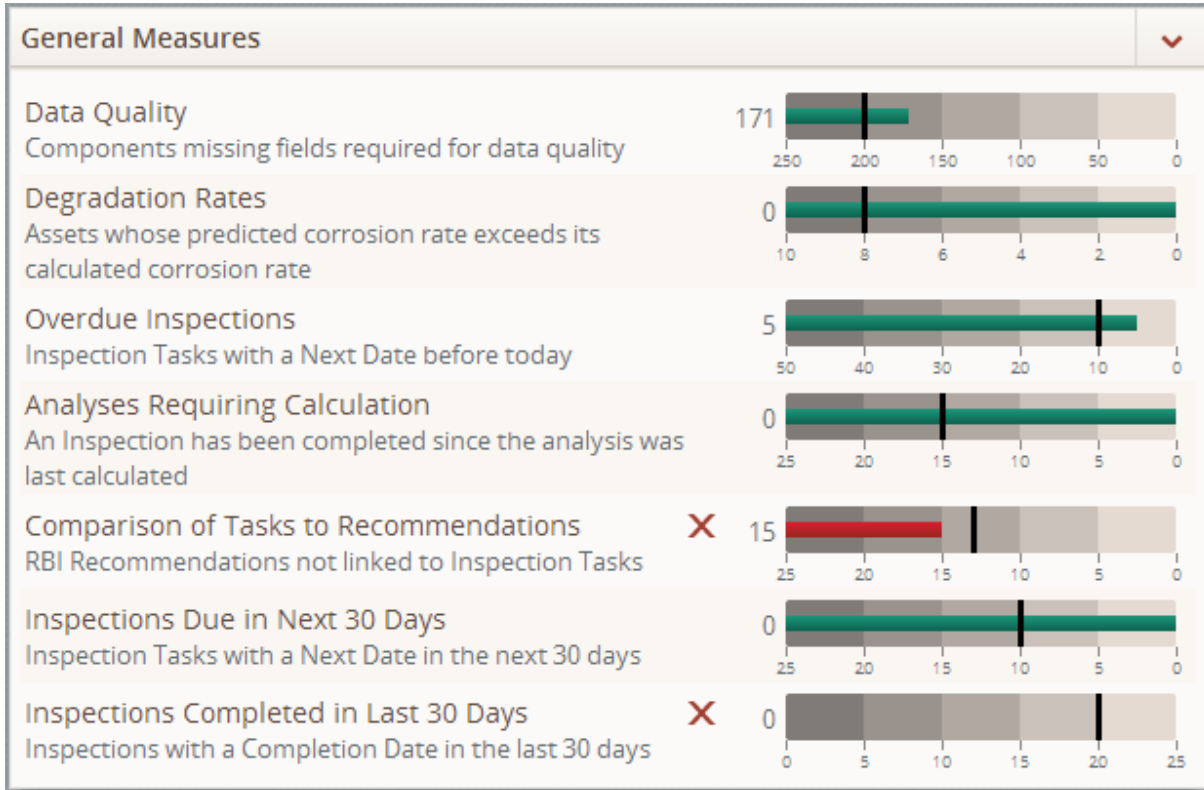 General Measures
Data Quality
Components missing fields required for data quality
171
250 200 150 100 50 0
Degradation Rates
Assets whose predicted corrosion rate exceeds its
calculated corrosion rate
0
10 8 6 4 2 0
Overdue Inspections
Inspection Tasks with a Next Date before today
5
50 40 30 20 10 0
Analyses Requiring Calculation
An Inspection has been completed since the analysis was
last calculated
0
25 20 15 10 5 0
Comparison of Tasks to Recommendations
RBI Recommendations not linked to Inspection Tasks
15
25 20 15 10 5 0
Inspections Due in Next 30 Days
Inspection Tasks with a Next Date in the next 30 days
0
25 20 15 10 5 0
Inspections Completed in Last 30 Days
Inspections with a Completion Date in the last 30 days
0
0 5 10 15 20 25